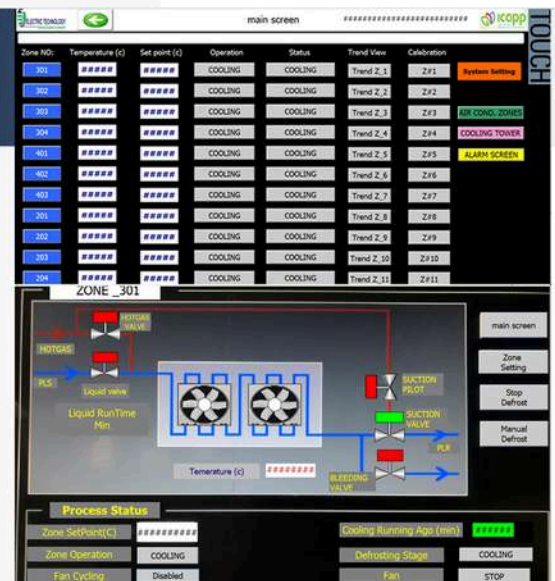 ELECTRIC TECHNOLOGY main screen ########################### icopp
TOUCH
Zone NO: Temperature (c) Set point (c) Operation Status Trend View Calebration
301 ##### ##### COOLING COOLING Trend Z_1 Z#1 System Setting
302 ##### ##### COOLING COOLING Trend Z_2 Z#2
303 ##### ##### COOLING COOLING Trend Z_3 Z#3 AIR COND. ZONES
304 ##### ##### COOLING COOLING Trend Z_4 Z#4 COOLING TOWER
401 ##### ##### COOLING COOLING Trend Z_5 Z#5 ALARM SCREEN
402 ##### ##### COOLING COOLING Trend Z_6 Z#6
403 ##### ##### COOLING COOLING Trend Z_7 Z#7
201 ##### ##### COOLING COOLING Trend Z_8 Z#8
202 ##### ##### COOLING COOLING Trend Z_9 Z#9
203 ##### ##### COOLING COOLING Trend Z_10 Z#10
204 ##### ##### COOLING COOLING Trend Z_11 Z#11
ZONE _301
HOTGAS
VALVE
main screen
HOTGAS
Zone
Setting
PLS
Liquid valve
SUCTION
PILOT
Stop
Defrost
Liquid RunTime
Min
SUCTION
VALVE
Manual
Defrost
PLR
Temerature (c) ########
BLEEDING
VALVE
Process Status
Zone SetPoint(C) ########## Cooling Running Ago (min) ######
Zone Operation COOLING Defrosting Stage COOLING
Fan Cycling Disabled Fan STOP